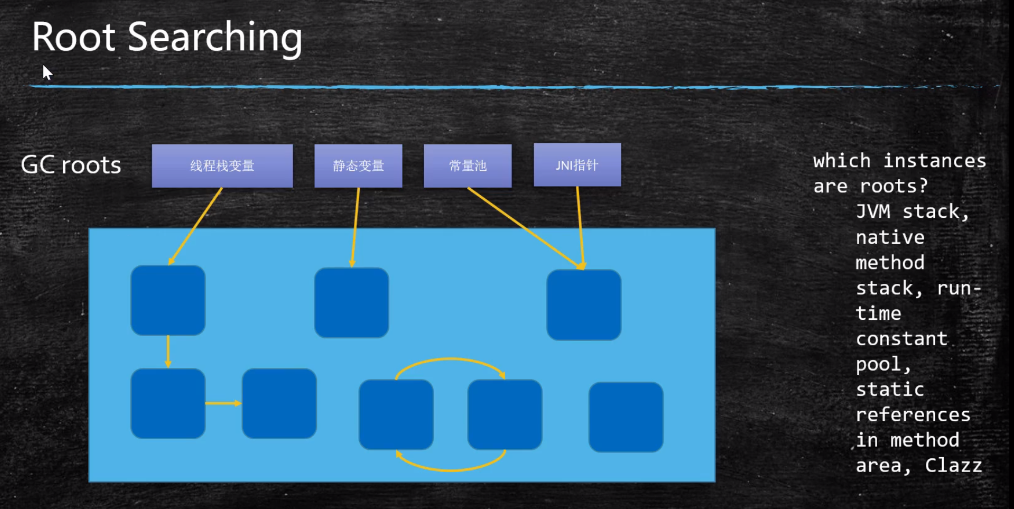 Root Searching
GC roots
线程栈变量
静态变量
常量池
JNI指针
which instances
are roots?
JVM stack,
native
method
stack, run-
time
constant
pool,
static
references
in method
area, Clazz